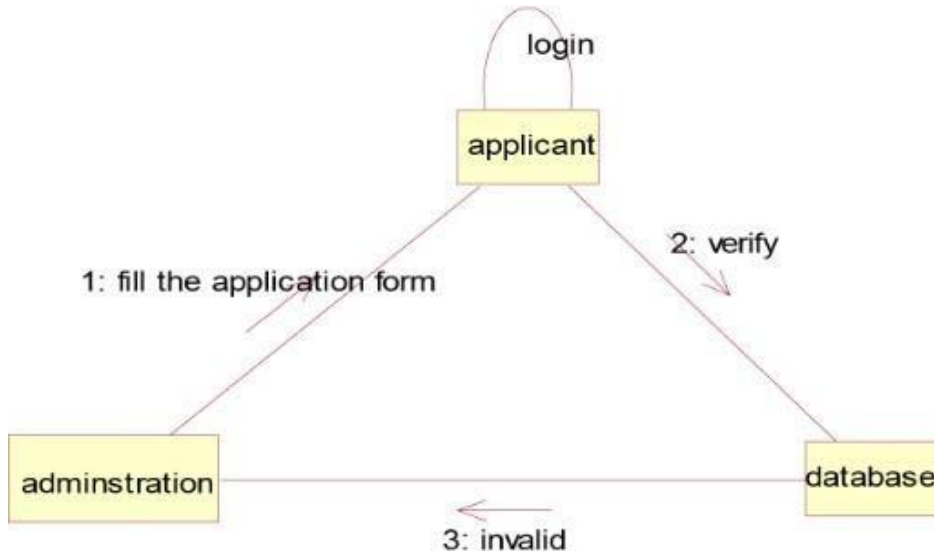 login
applicant
2: verify
1: fill the application form
adminstration
database
3: invalid